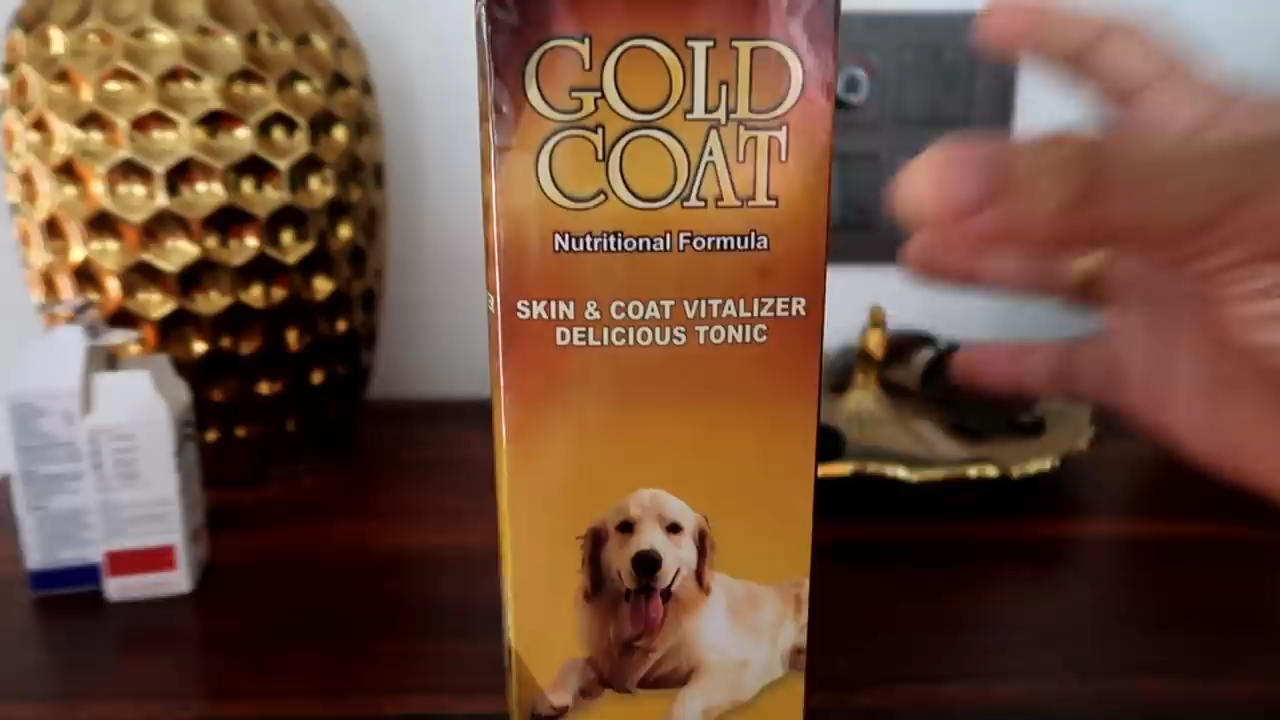 GOLD
COAT
Nutritional Formula
SKIN & COAT VITALIZER
DELICIOUS TONIC